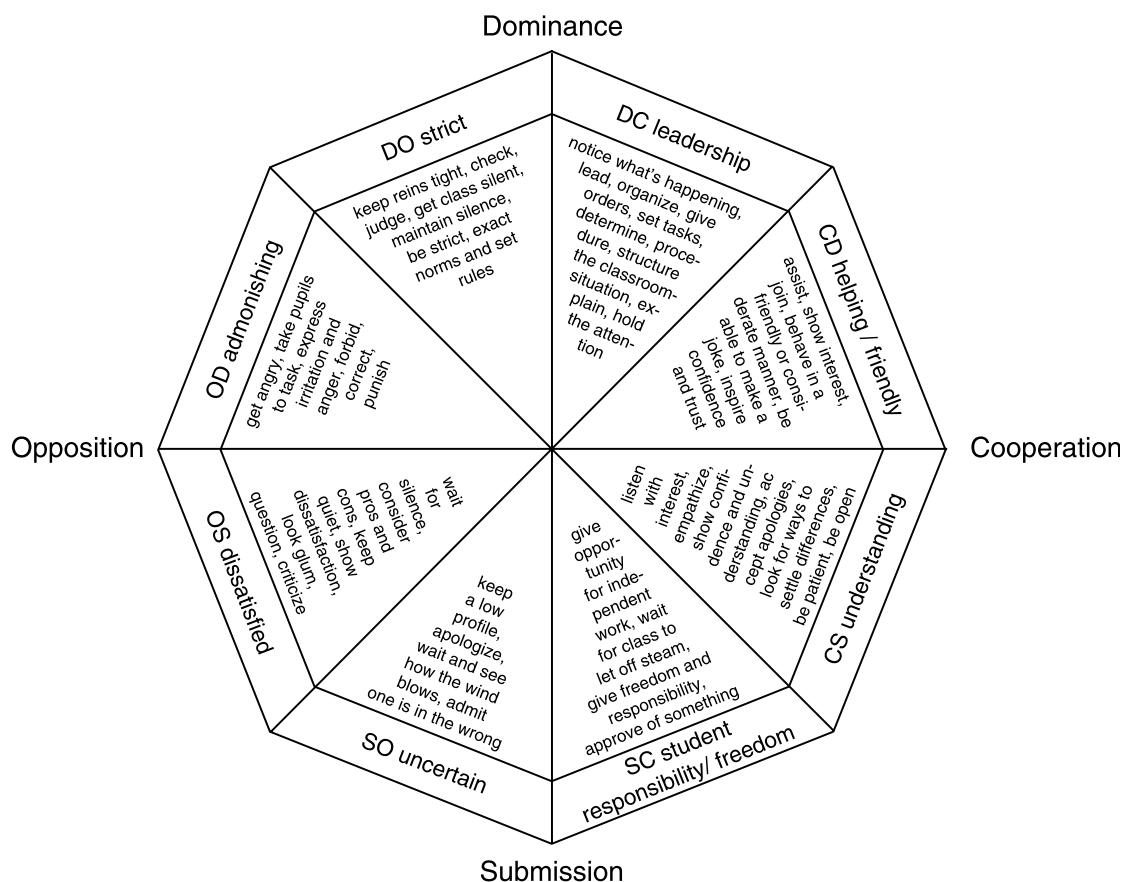 Dominance
DC leadership
notice what's happening,
lead, organize, give
orders, set tasks,
determine, proce-
dure, structure
the classroom-
situation, ex-
plain, hold
the atten-
tion
CD helping / friendly
assist, show interest,
join, behave in a
friendly or consi-
derate manner, be
able to make a
joke, inspire
confidence
and trust
Cooperation
CS understanding
listen
with
interest,
empathize,
show confi-
dence and un-
derstanding, ac
cept apologies,
look for ways to
settle differences,
be patient, be open
SC student
responsibility/ freedom
give
oppor-
tunity
for inde-
pendent
work, wait
for class to
let off steam,
give freedom and
responsibility,
approve of something
Submission
SO uncertain
keep
a low
profile,
apologize,
wait and see
how the wind
blows, admit
one is in the wrong
OS dissatisfied
wait
for
silence,
consider
pros and
cons, keep
quiet, show
dissatisfaction,
look glum,
question, criticize
Opposition
OD admonishing
get angry, take pupils
to task, express
irritation and
anger, forbid,
correct,
punish
DO strict
keep reins tight, check,
judge, get class silent,
maintain silence,
be strict, exact
norms and set
rules